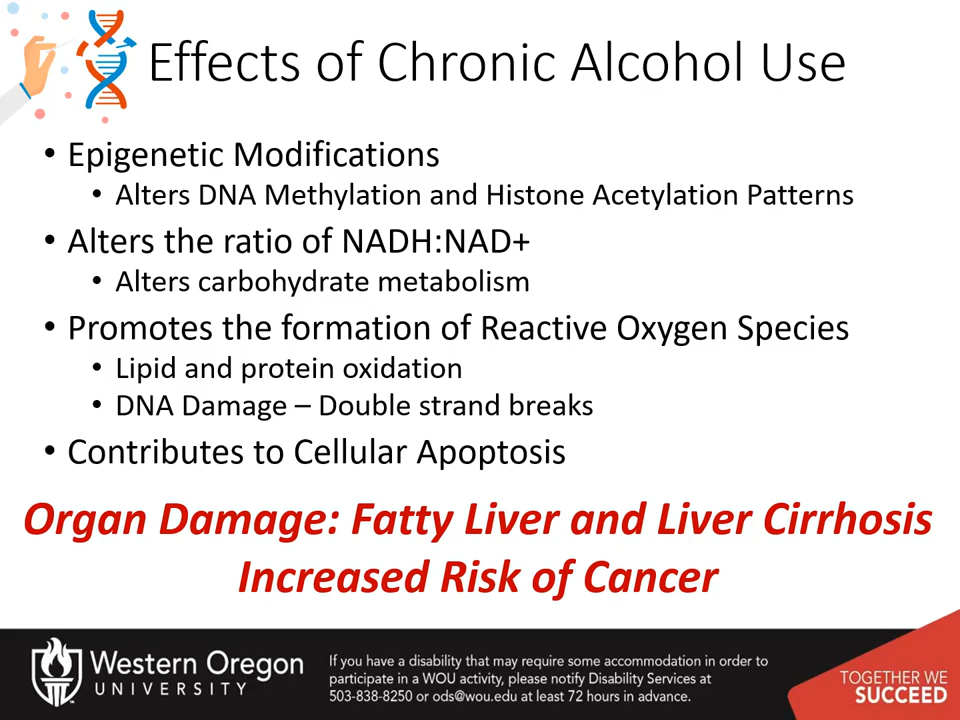 Effects of Chronic Alcohol Use
• Epigenetic Modifications
• Alters DNA Methylation and Histone Acetylation Patterns
• Alters the ratio of NADH:NAD+
• Alters carbohydrate metabolism
• Promotes the formation of Reactive Oxygen Species
• Lipid and protein oxidation
• DNA Damage – Double strand breaks
• Contributes to Cellular Apoptosis
Organ Damage: Fatty Liver and Liver Cirrhosis
Increased Risk of Cancer
Western Oregon
UNIVERSITY
If you have a disability that may require some accommodation in order to
participate in a WOU activity, please notify Disability Services at
503-838-8250 or ods@wou.edu at least 72 hours in advance.
TOGETHER WE
SUCCEED